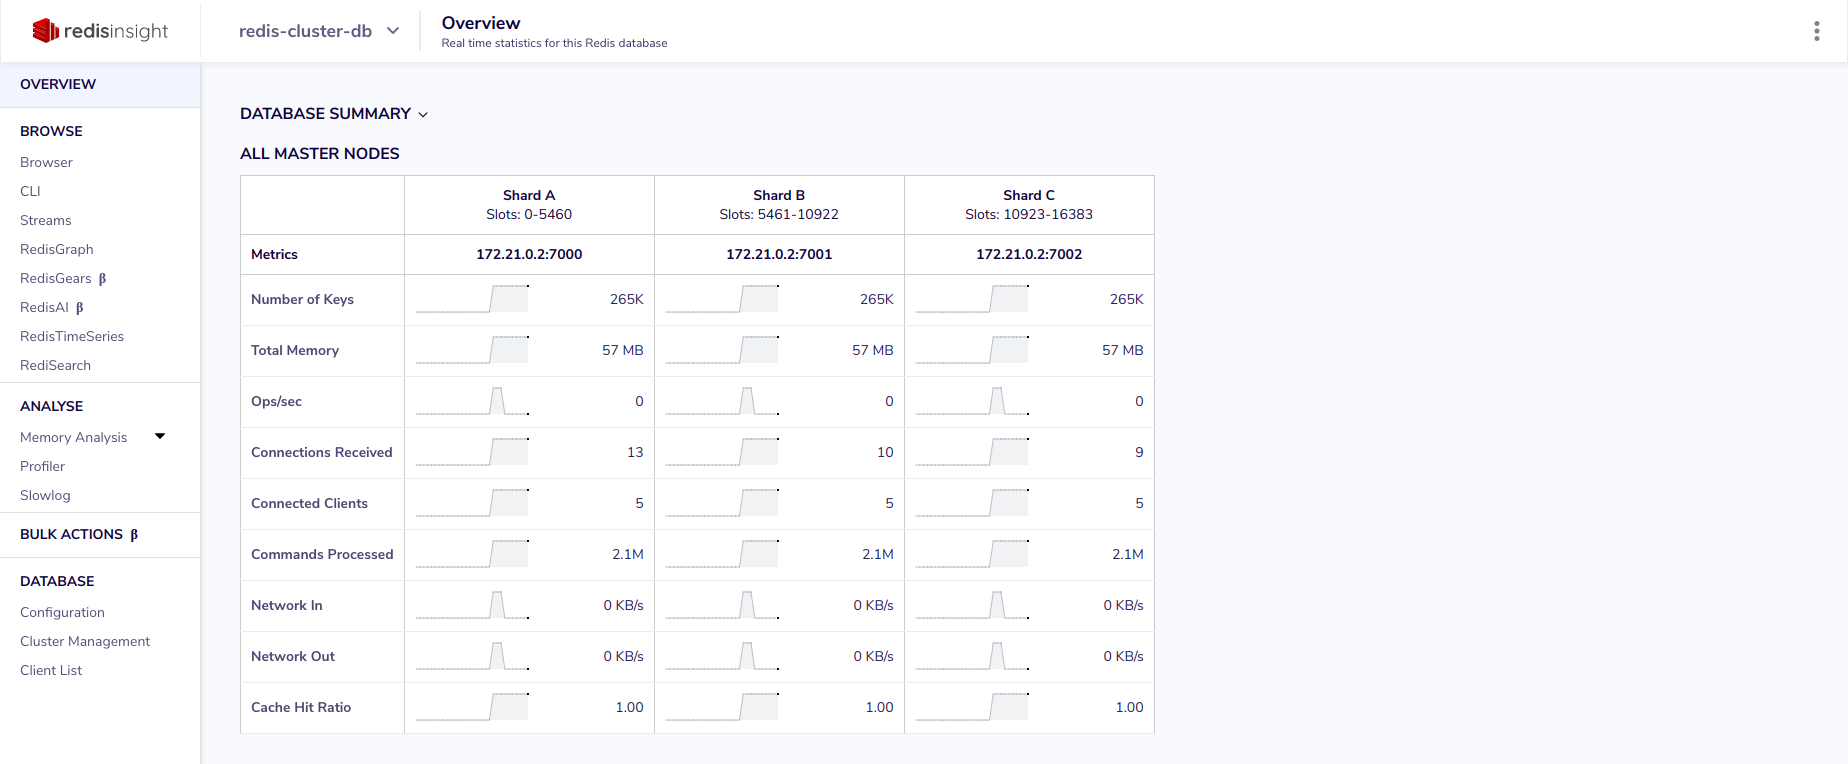 redisinsight
redis-cluster-db
Overview
Real time statistics for this Redis database
OVERVIEW
BROWSE
Browser
CLI
Streams
RedisGraph
RedisGears β
RedisAI β
RedisTimeSeries
RediSearch
ANALYSE
Memory Analysis
Profiler
Slowlog
BULK ACTIONS β
DATABASE
Configuration
Cluster Management
Client List
DATABASE SUMMARY
ALL MASTER NODES
Shard A Shard B Shard C
Slots: 0-5460 Slots: 5461-10922 Slots: 10923-16383
Metrics 172.21.0.2:7000 172.21.0.2:7001 172.21.0.2:7002
Number of Keys 265K 265K 265K
Total Memory 57 MB 57 MB 57 MB
Ops/sec 0 0 0
Connections Received 13 10 9
Connected Clients 5 5 5
Commands Processed 2.1M 2.1M 2.1M
Network In 0 KB/s 0 KB/s 0 KB/s
Network Out 0 KB/s 0 KB/s 0 KB/s
Cache Hit Ratio 1.00 1.00 1.00